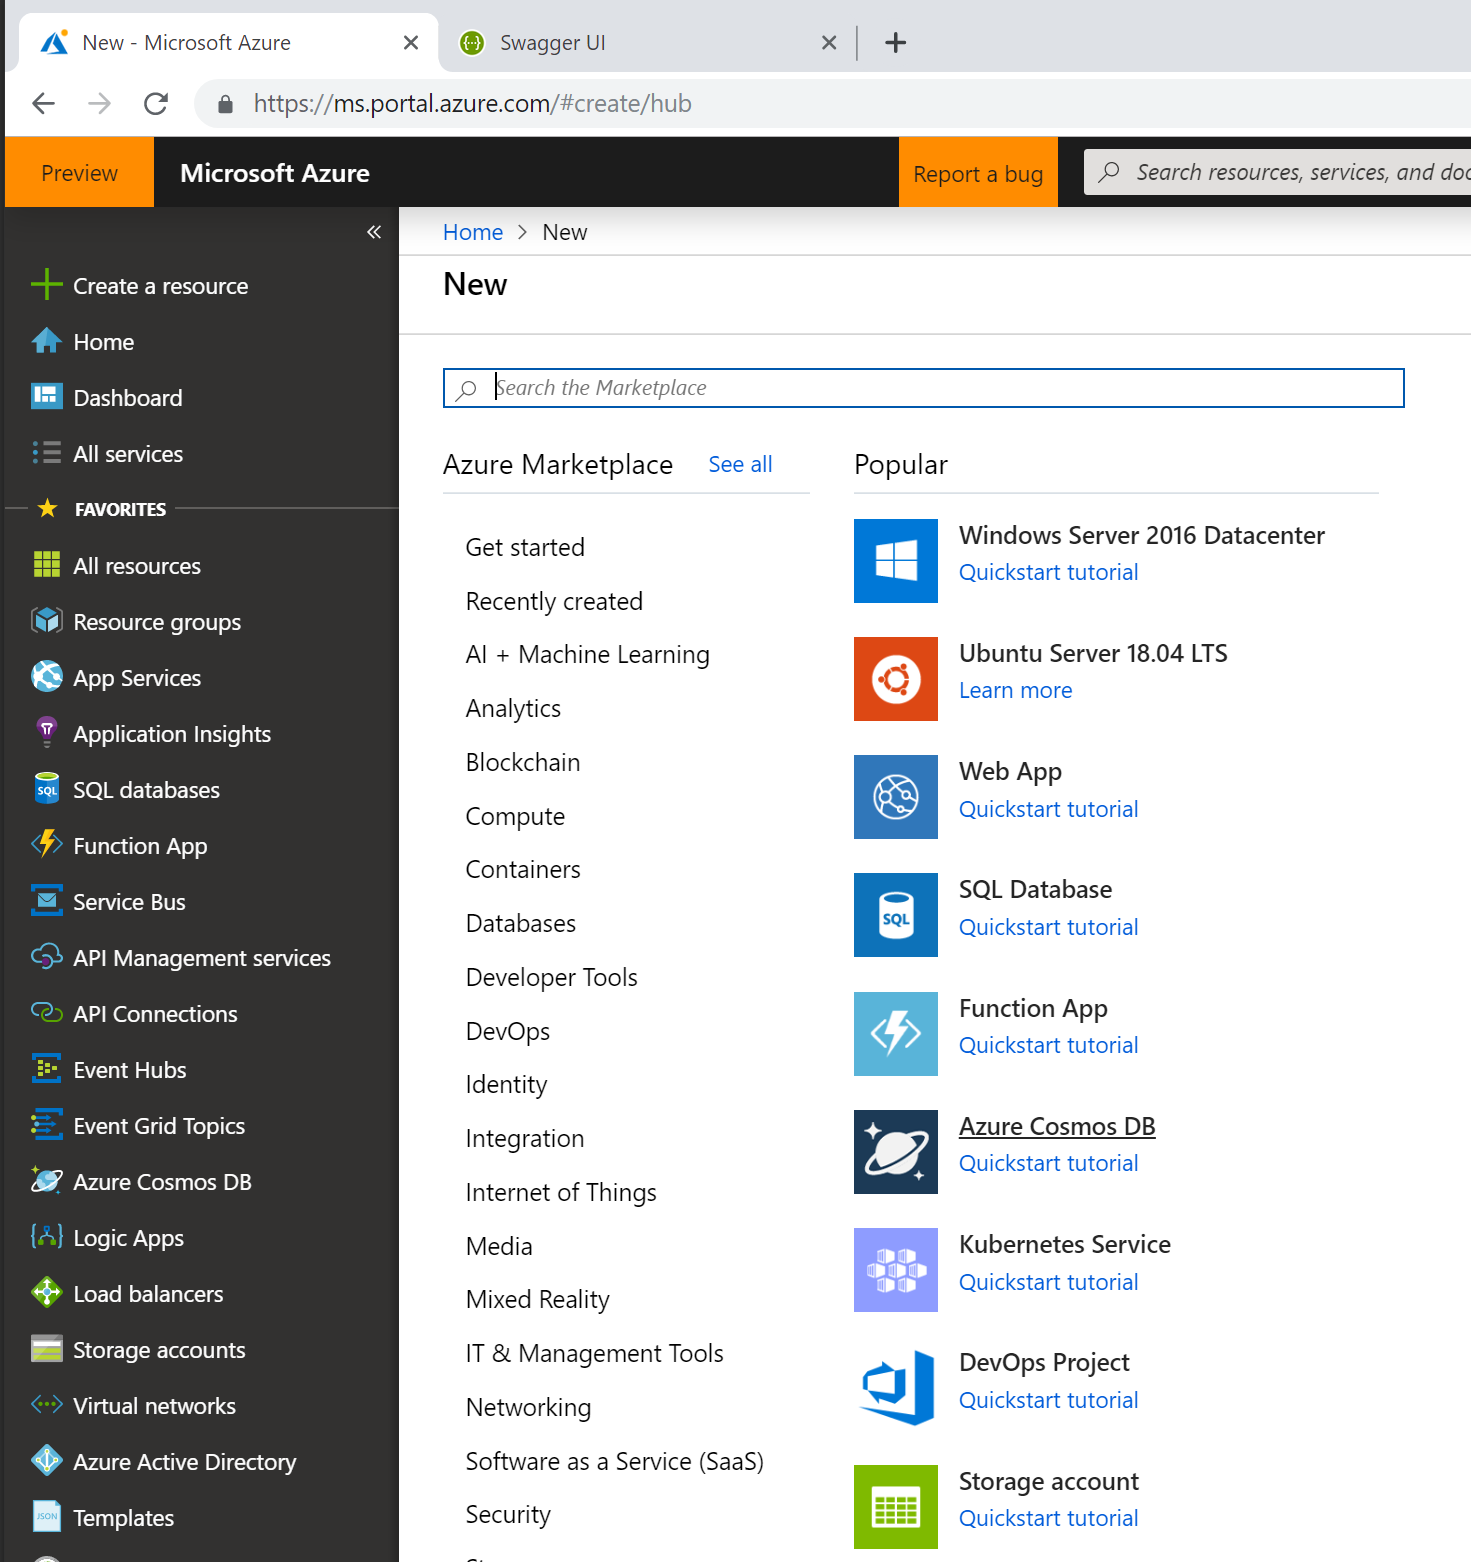 New - Microsoft Azure
Swagger UI
https://ms.portal.azure.com/#create/hub
Preview
Microsoft Azure
Report a bug
Search resources, services, and doc
Home > New
New
Search the Marketplace
Create a resource
Home
Dashboard
All services
FAVORITES
All resources
Resource groups
App Services
Application Insights
SQL databases
Function App
Service Bus
API Management services
API Connections
Event Hubs
Event Grid Topics
Azure Cosmos DB
Logic Apps
Load balancers
Storage accounts
Virtual networks
Azure Active Directory
Templates
Azure Marketplace
See all
Get started
Recently created
AI + Machine Learning
Analytics
Blockchain
Compute
Containers
Databases
Developer Tools
DevOps
Identity
Integration
Internet of Things
Media
Mixed Reality
IT & Management Tools
Networking
Software as a Service (SaaS)
Security
Popular
Windows Server 2016 Datacenter
Quickstart tutorial
Ubuntu Server 18.04 LTS
Learn more
Web App
Quickstart tutorial
SQL
SQL Database
Quickstart tutorial
Function App
Quickstart tutorial
Azure Cosmos DB
Quickstart tutorial
Kubernetes Service
Quickstart tutorial
DevOps Project
Quickstart tutorial
Storage account
Quickstart tutorial